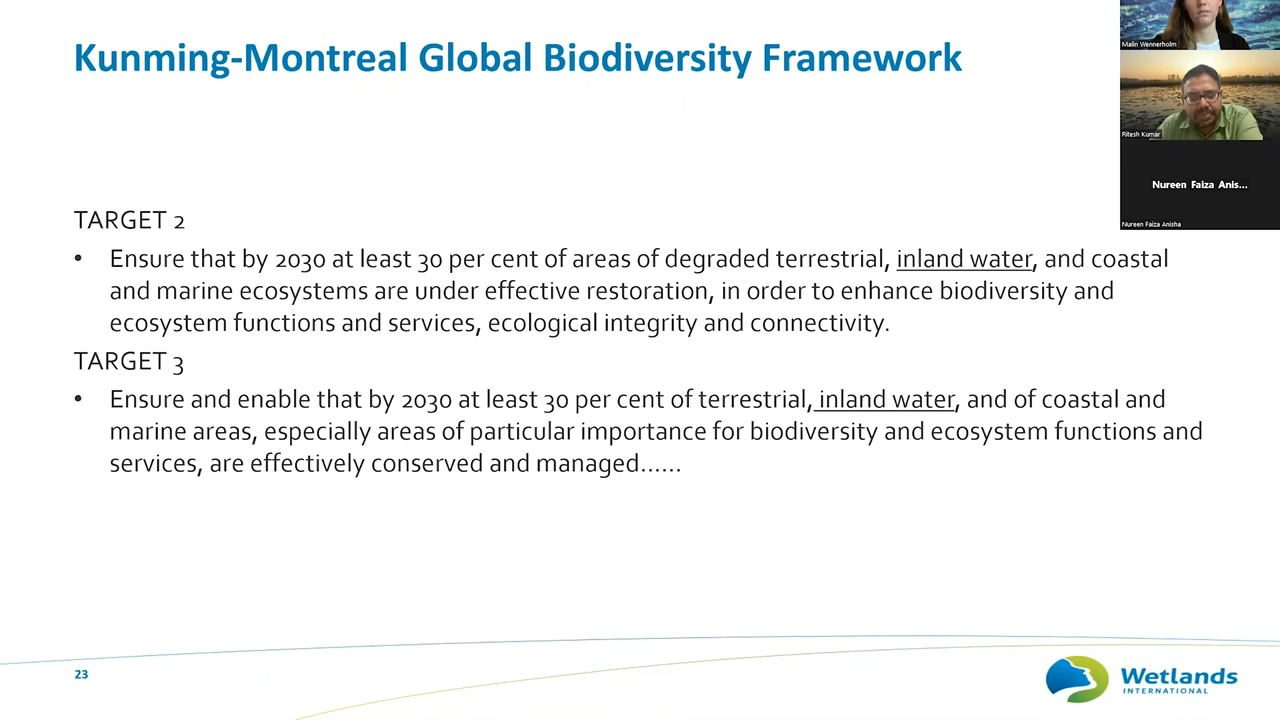 Kunming-Montreal Global Biodiversity Framework
Malin Wennerholm
Ritesh Kumar
Nureen Faiza Anis...
Nureen Faiza Anisha
TARGET 2
• Ensure that by 2030 at least 30 per cent of areas of degraded terrestrial, inland water, and coastal
and marine ecosystems are under effective restoration, in order to enhance biodiversity and
ecosystem functions and services, ecological integrity and connectivity.
TARGET 3
• Ensure and enable that by 2030 at least 30 per cent of terrestrial, inland water, and of coastal and
marine areas, especially areas of particular importance for biodiversity and ecosystem functions and
services, are effectively conserved and managed......
23
Wetlands
INTERNATIONAL